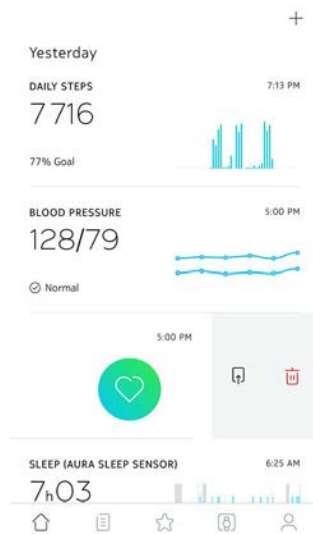 Yesterday
DAILY STEPS 7:13 PM
7 716
77% Goal
BLOOD PRESSURE 5:00 PM
128/79
Normal
5:00 PM
SLEEP (AURA SLEEP SENSOR) 6:25 AM
7h03